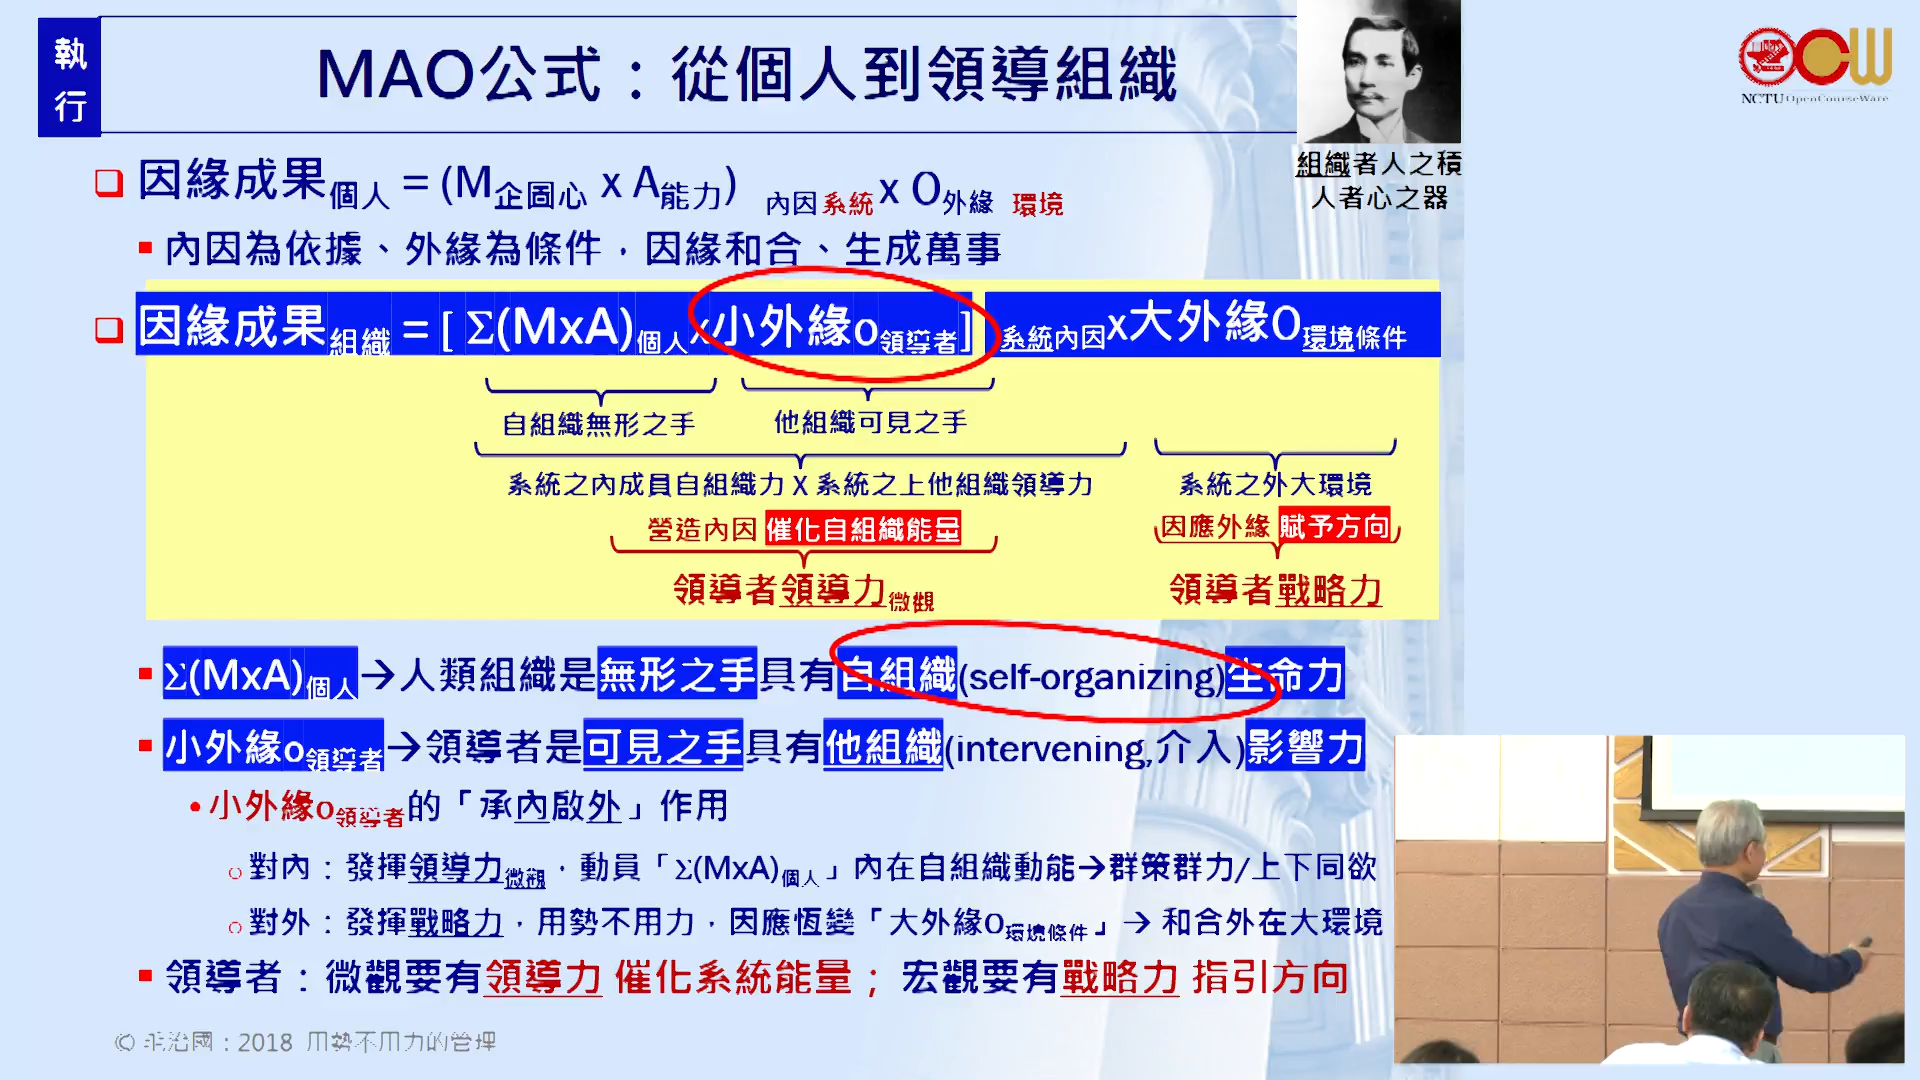 執行
MAO公式：從個人到領導組織
NCTU OpenCourseWare
組織者人之積
人者心之器
因緣成果個人 = (M企圖心 x A能力) 內因系統 x O外緣 環境
內因為依據、外緣為條件，因緣和合、生成萬事
因緣成果組織 = [ Σ(MxA)個人x小外緣o領導者] 系統內因x大外緣O環境條件
自組織無形之手 他組織可見之手
系統之內成員自組織力 X 系統之上他組織領導力 系統之外大環境
營造內因 催化自組織能量 因應外緣 賦予方向
領導者領導力微觀 領導者戰略力
Σ(MxA)個人→人類組織是無形之手具有自組織(self-organizing)生命力
小外緣o領導者→領導者是可見之手具有他組織(intervening,介入)影響力
小外緣o領導者的「承內啟外」作用
對內：發揮領導力微觀，動員「Σ(MxA)個人」內在自組織動能→群策群力/上下同欲
對外：發揮戰略力，用勢不用力，因應恆變「大外緣O環境條件」→ 和合外在大環境
領導者：微觀要有領導力 催化系統能量； 宏觀要有戰略力 指引方向
© 治國：2018 用勢不用力的管理